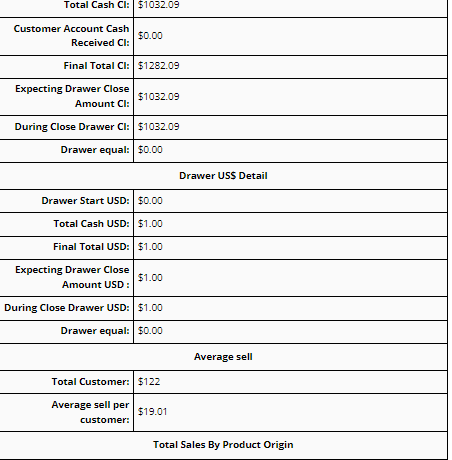 Total Cash CI: $1032.09
Customer Account Cash
Received CI: $0.00
Final Total CI: $1282.09
Expecting Drawer Close
Amount CI: $1032.09
During Close Drawer CI: $1032.09
Drawer equal: $0.00
Drawer US$ Detail
Drawer Start USD: $0.00
Total Cash USD: $1.00
Final Total USD: $1.00
Expecting Drawer Close
Amount USD : $1.00
During Close Drawer USD: $1.00
Drawer equal: $0.00
Average sell
Total Customer: $122
Average sell per
customer: $19.01
Total Sales By Product Origin